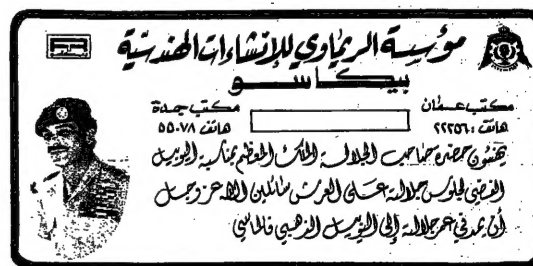 مؤسسة الريماوي للإنشاءات الهندسية
بيكاسو
مكتب عمان
هاتف: ٢٢٢٥٦
مكتب جدة
هاتف ٥٥٠٧٨
يهنئون حضرة صاحب الجلالة الملك المعظم بمناسبة اليوبيل
الفضي لجلوس جلالته على العرش سائلين الله عز وجل
أن يمد في عمر جلالته إلى اليوبيل الذهبي فالماسي